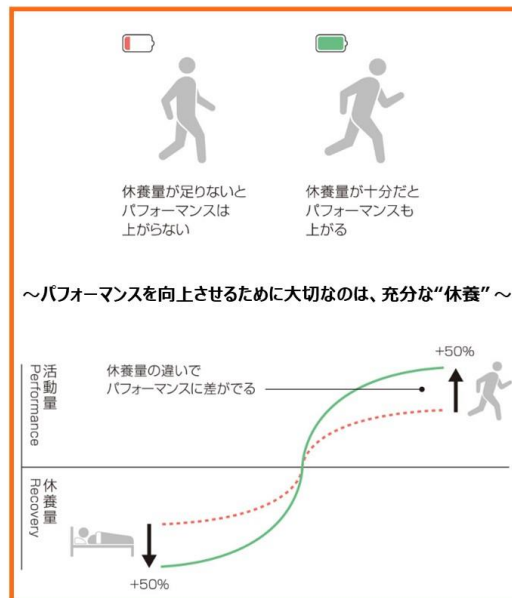 休養量が足りないと
パフォーマンスは
上がらない
休養量が十分だと
パフォーマンスも
上がる
～パフォーマンスを向上させるために大切なのは、充分な“休養”～
活動量
Performance
休養量の違いで
パフォーマンスに差がでる
+50%
休養量
Recovery
+50%